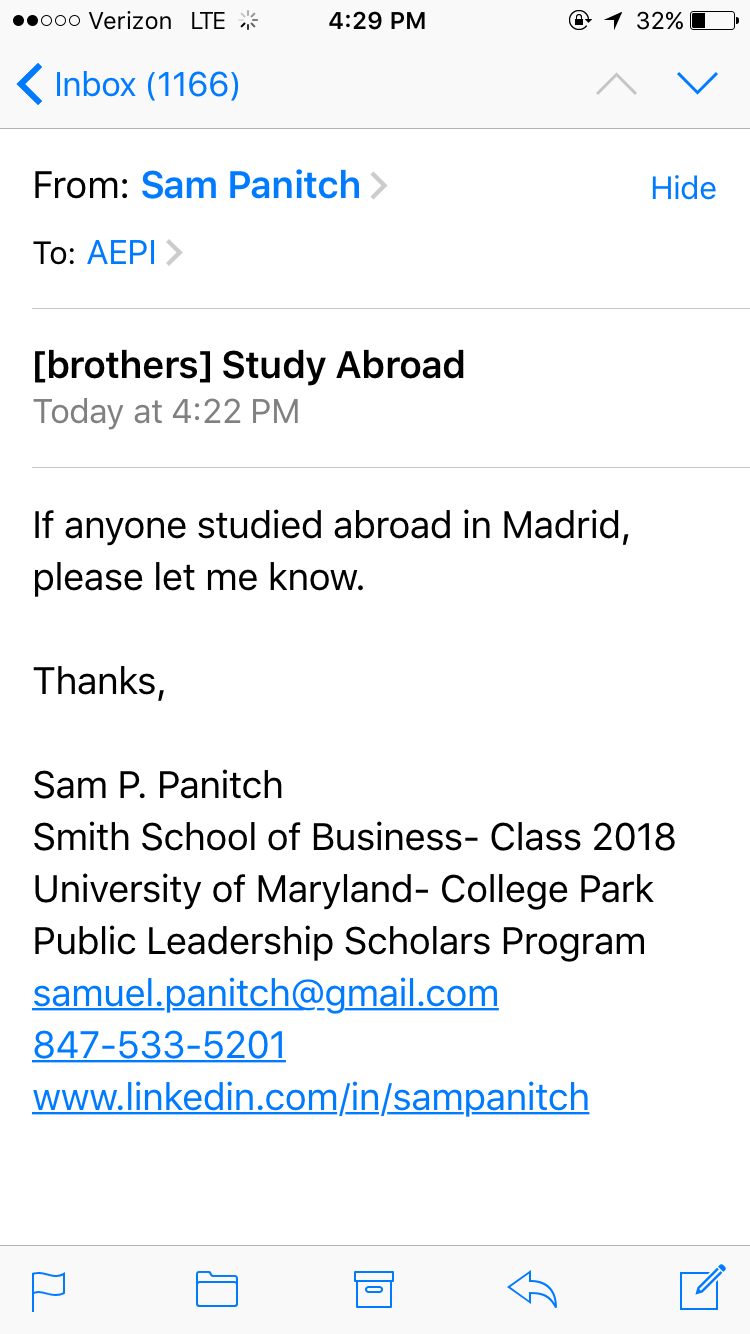 Verizon LTE 4:29 PM 32%
Inbox (1166)
From: Sam Panitch Hide
To: AEPI
[brothers] Study Abroad
Today at 4:22 PM
If anyone studied abroad in Madrid,
please let me know.
Thanks,
Sam P. Panitch
Smith School of Business- Class 2018
University of Maryland- College Park
Public Leadership Scholars Program
samuel.panitch@gmail.com
847-533-5201
www.linkedin.com/in/sampanitch